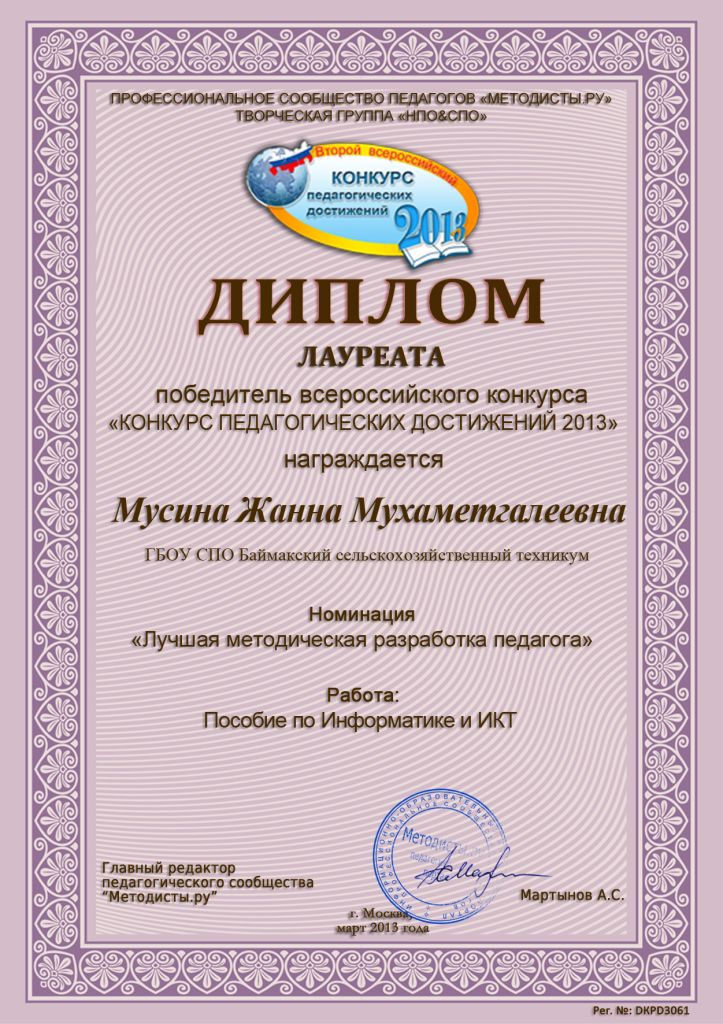 ПРОФЕССИОНАЛЬНОЕ СООБЩЕСТВО ПЕДАГОГОВ «МЕТОДИСТЫ.РУ»
ТВОРЧЕСКАЯ ГРУППА «НПО&СПО»
Второй всероссийский
КОНКУРС
педагогических
достижений
2013
ДИПЛОМ
ЛАУРЕАТА
победитель всероссийского конкурса
«КОНКУРС ПЕДАГОГИЧЕСКИХ ДОСТИЖЕНИЙ 2013»
награждается
Мусина Жанна Мухаметгалеевна
ГБОУ СПО Баймакский сельскохозяйственный техникум
Номинация
«Лучшая методическая разработка педагога»
Работа:
Пособие по Информатике и ИКТ
Главный редактор
педагогического сообщества
“Методисты.ру”
Мартынов А.С.
г. Москва,
март 2013 года
Рег. №: DKPD3061